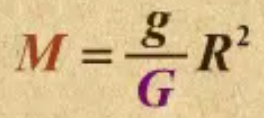 M = g/G R²